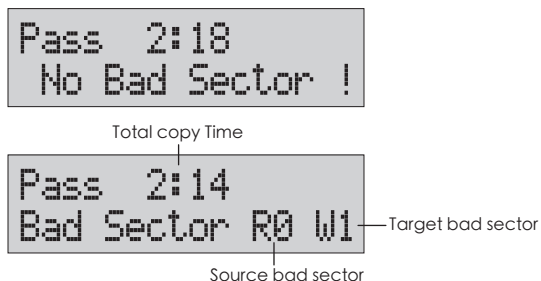 Pass 2:18
No Bad Sector !
Total copy Time
Pass 2:14
Bad Sector R0 W1
Target bad sector
Source bad sector